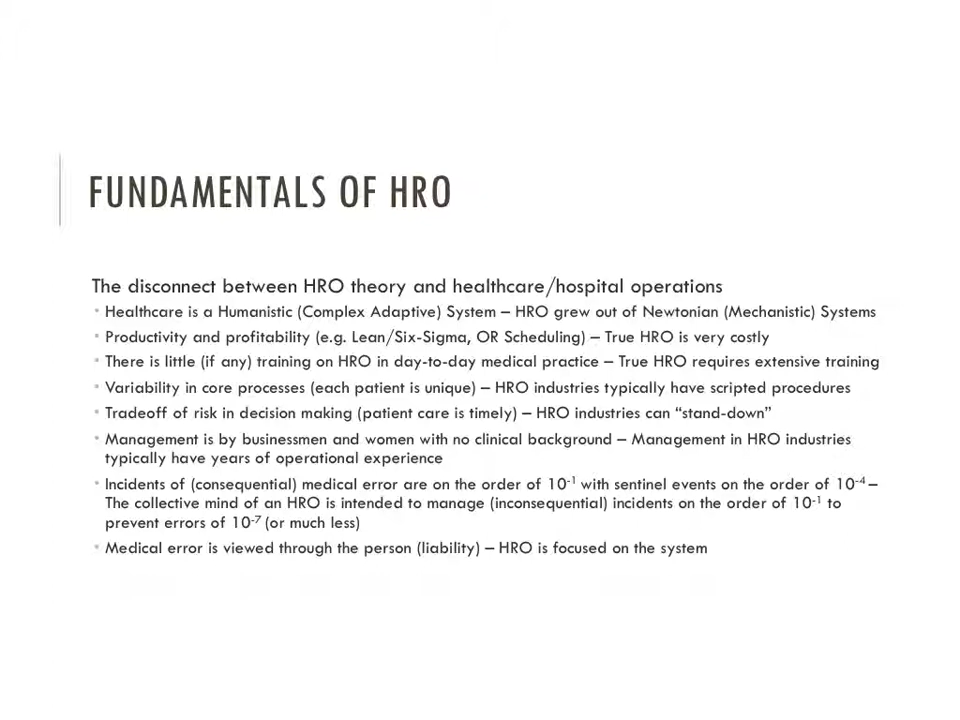 FUNDAMENTALS OF HRO
The disconnect between HRO theory and healthcare/hospital operations
• Healthcare is a Humanistic (Complex Adaptive) System – HRO grew out of Newtonian (Mechanistic) Systems
• Productivity and profitability (e.g. Lean/Six-Sigma, OR Scheduling) – True HRO is very costly
• There is little (if any) training on HRO in day-to-day medical practice – True HRO requires extensive training
• Variability in core processes (each patient is unique) – HRO industries typically have scripted procedures
• Tradeoff of risk in decision making (patient care is timely) – HRO industries can “stand-down”
• Management is by businessmen and women with no clinical background – Management in HRO industries
typically have years of operational experience
• Incidents of (consequential) medical error are on the order of 10⁻¹ with sentinel events on the order of 10⁻⁴ –
The collective mind of an HRO is intended to manage (inconsequential) incidents on the order of 10⁻¹ to
prevent errors of 10⁻⁷ (or much less)
• Medical error is viewed through the person (liability) – HRO is focused on the system